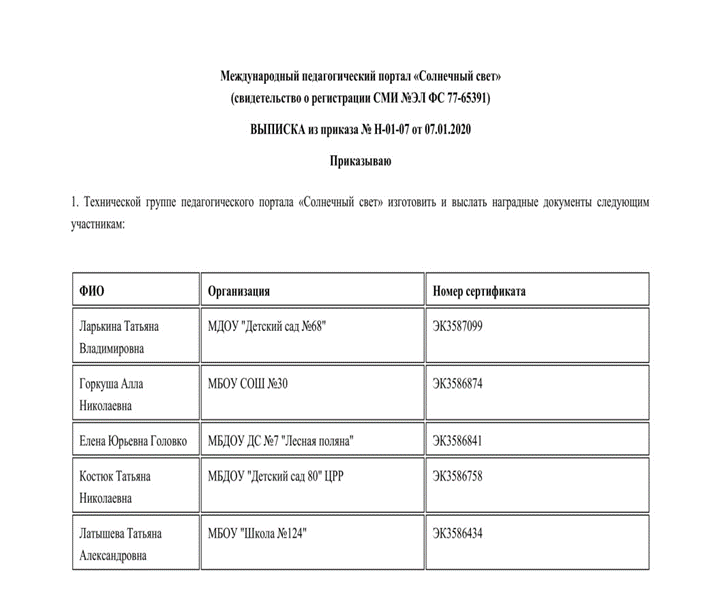 Международный педагогический портал «Солнечный свет»
(свидетельство о регистрации СМИ №ЭЛ ФС 77-65391)
ВЫПИСКА из приказа № Н-01-07 от 07.01.2020
Приказываю
1. Технической группе педагогического портала «Солнечный свет» изготовить и выслать наградные документы следующим
участникам:
ФИО Организация Номер сертификата
Ларькина Татьяна МДОУ "Детский сад №68" ЭК3587099
Владимировна
Горкуша Алла МБОУ СОШ №30 ЭК3586874
Николаевна
Елена Юрьевна Головко МБДОУ ДС №7 "Лесная поляна" ЭК3586841
Костюк Татьяна МБДОУ "Детский сад 80" ЦРР ЭК3586758
Николаевна
Латышева Татьяна МБОУ "Школа №124" ЭК3586434
Александровна